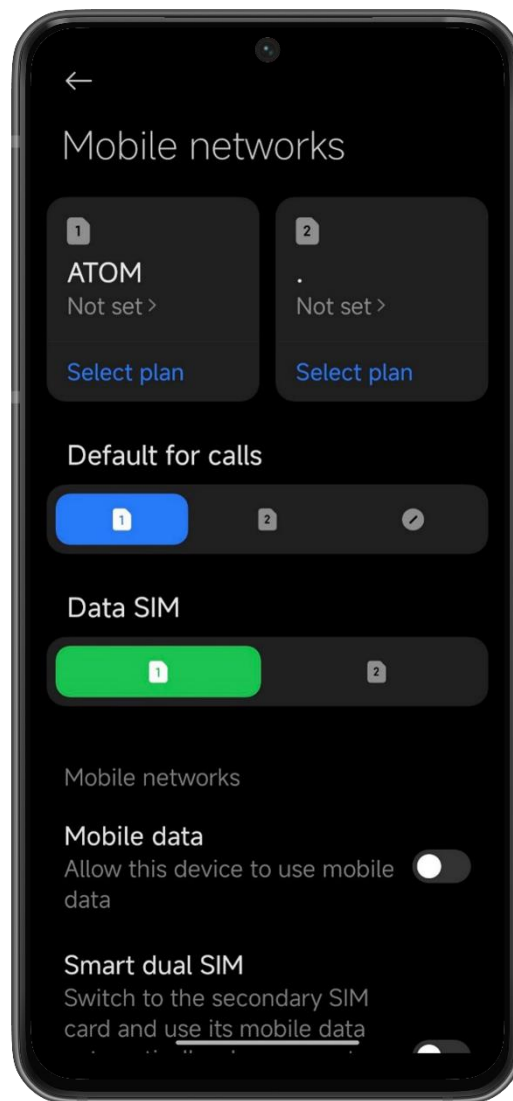 Mobile networks
1
ATOM
Not set >
Select plan
2
.
Not set >
Select plan
Default for calls
1 2
Data SIM
1 2
Mobile networks
Mobile data
Allow this device to use mobile
data
Smart dual SIM
Switch to the secondary SIM
card and use its mobile data